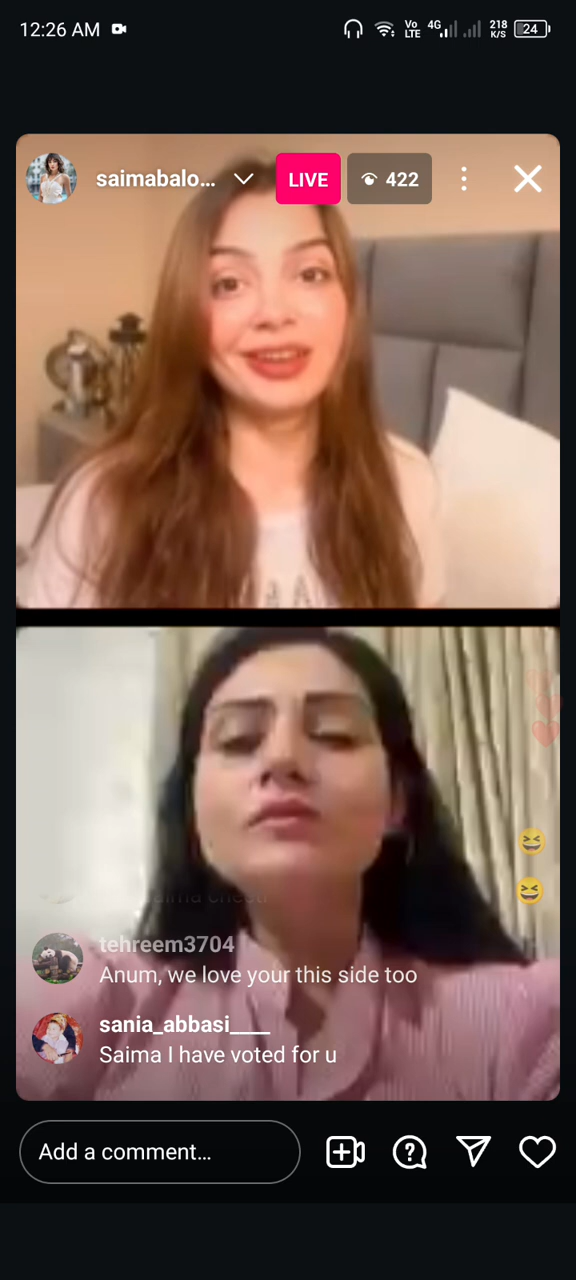 12:26 AM
Vo
LTE
4G
218
K/S
24
saimabalo...
LIVE
422
tehreem3704
Anum, we love your this side too
sania_abbasi____
Saima I have voted for u
Add a comment...